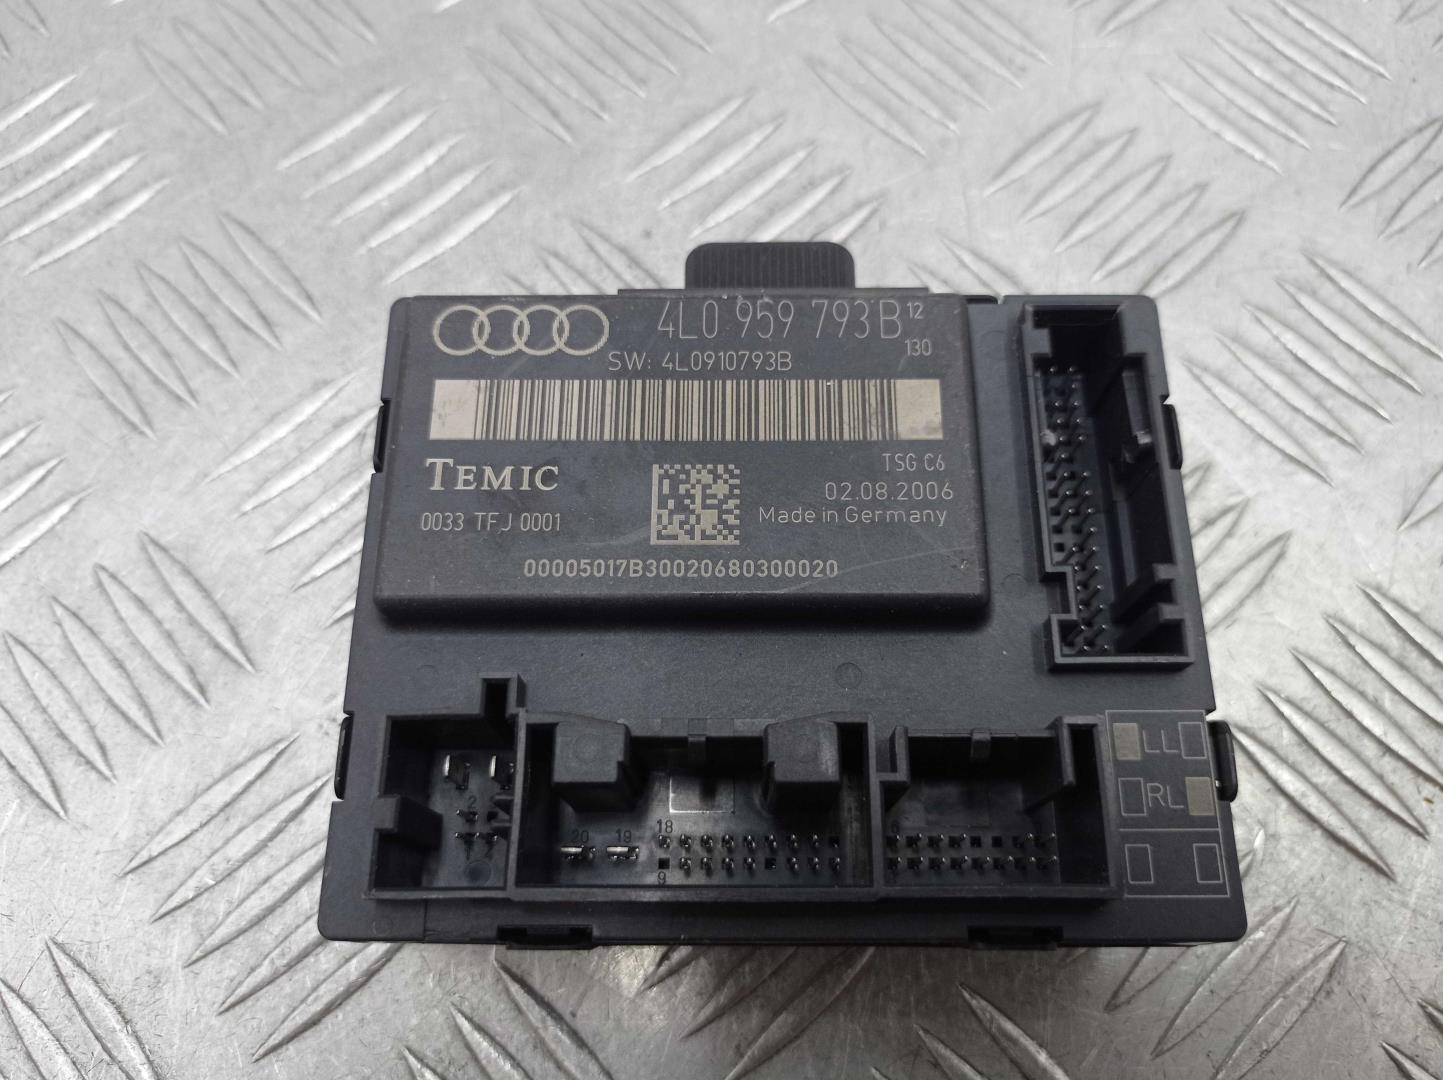 4L0 959 793B 12
130
SW: 4L0910793B
TEMIC
TSG C6
0033 TFJ 0001
02.08.2006
Made in Germany
00005017B30020680300020
LL
RL
2
20
19
18
9